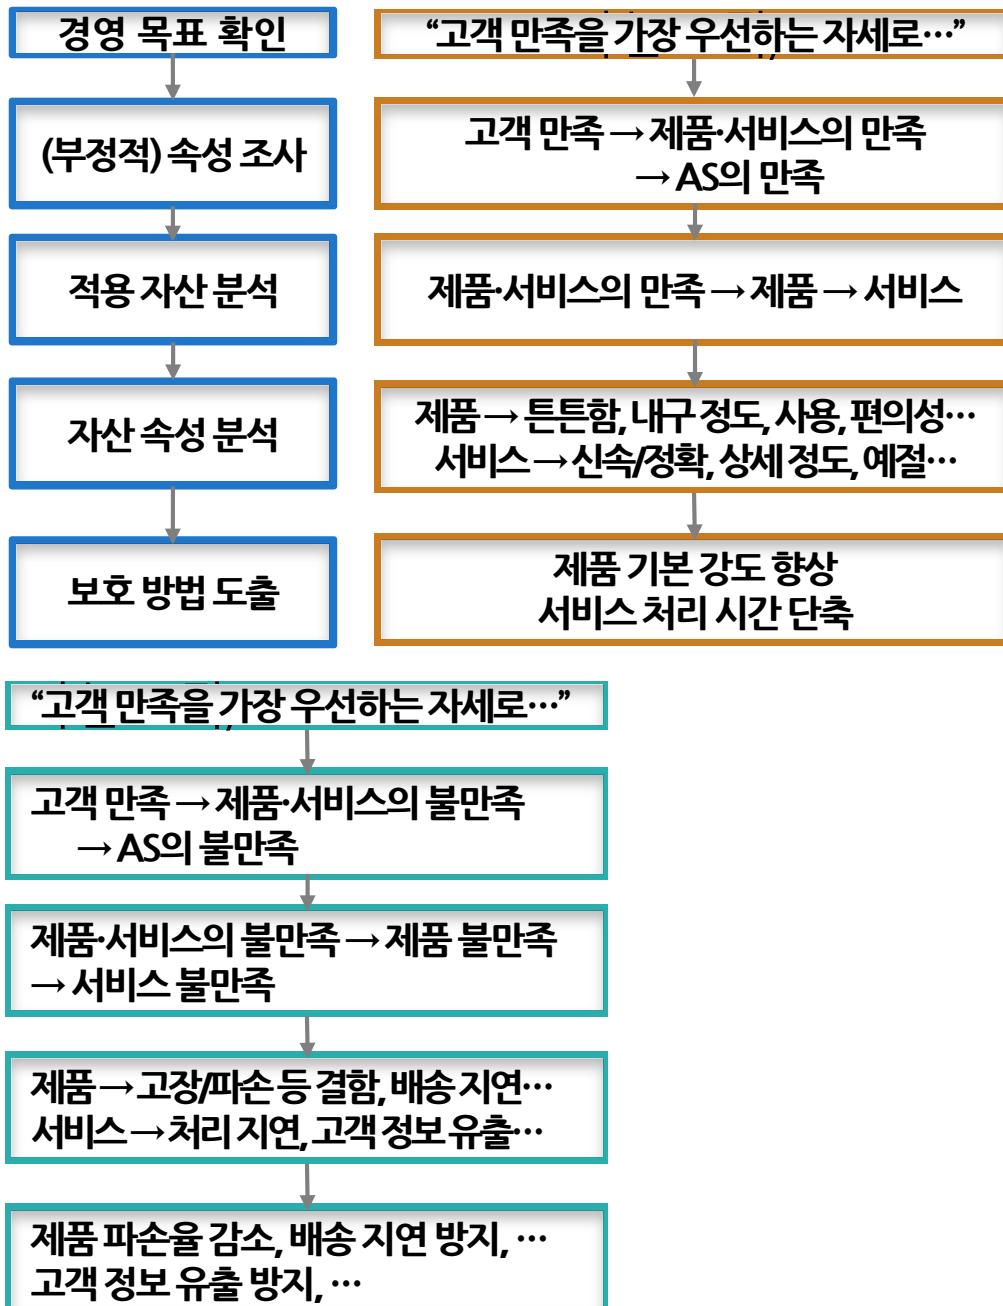 경영 목표 확인
(부정적) 속성 조사
적용 자산 분석
자산 속성 분석
보호 방법 도출
“고객 만족을 가장 우선하는 자세로…”
고객 만족 → 제품·서비스의 만족
→ AS의 만족
제품·서비스의 만족 → 제품 → 서비스
제품 → 튼튼함, 내구 정도, 사용, 편의성…
서비스 → 신속/정확, 상세 정도, 예절…
제품 기본 강도 향상
서비스 처리 시간 단축
“고객 만족을 가장 우선하는 자세로…”
고객 만족 → 제품·서비스의 불만족
→ AS의 불만족
제품·서비스의 불만족 → 제품 불만족
→ 서비스 불만족
제품 → 고장/파손 등 결함, 배송 지연…
서비스 → 처리 지연, 고객 정보 유출…
제품 파손율 감소, 배송 지연 방지, …
고객 정보 유출 방지, …